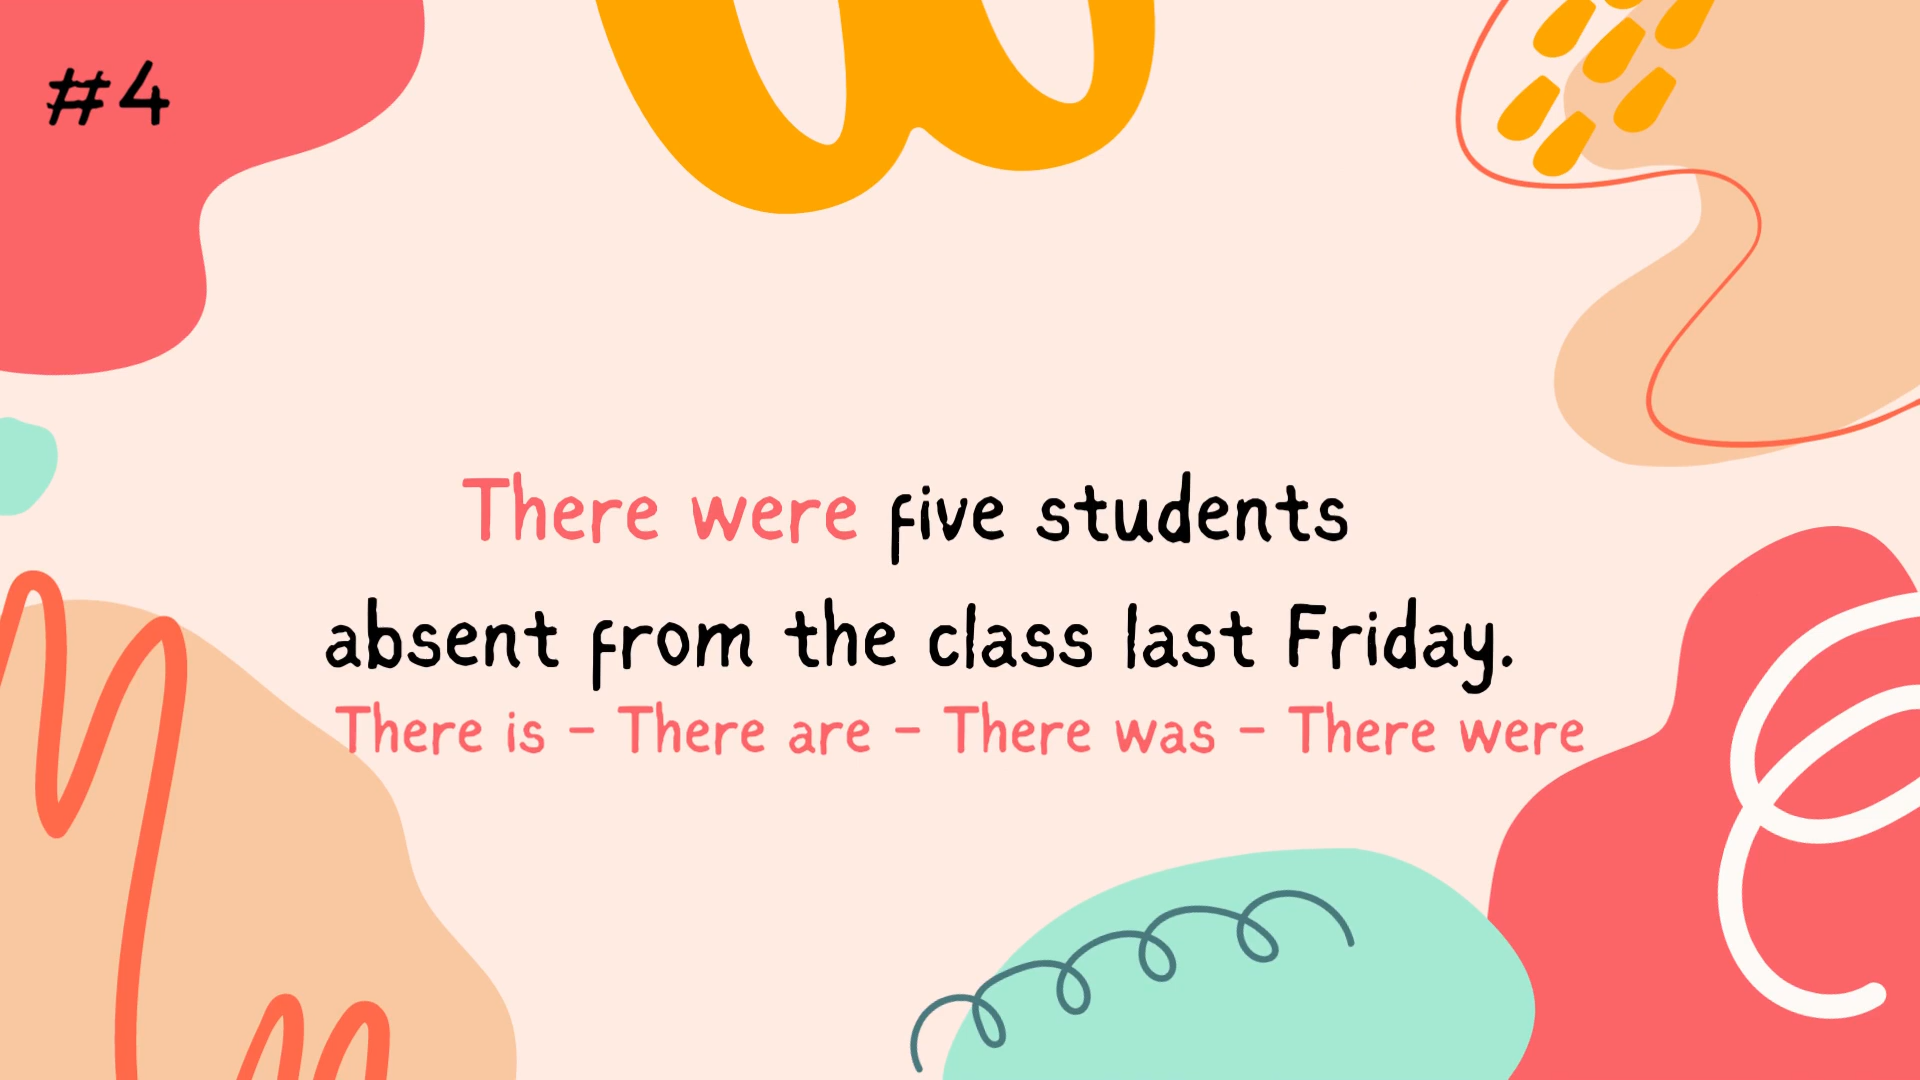 #4
There were five students
absent from the class last Friday.
There is - There are - There was - There were